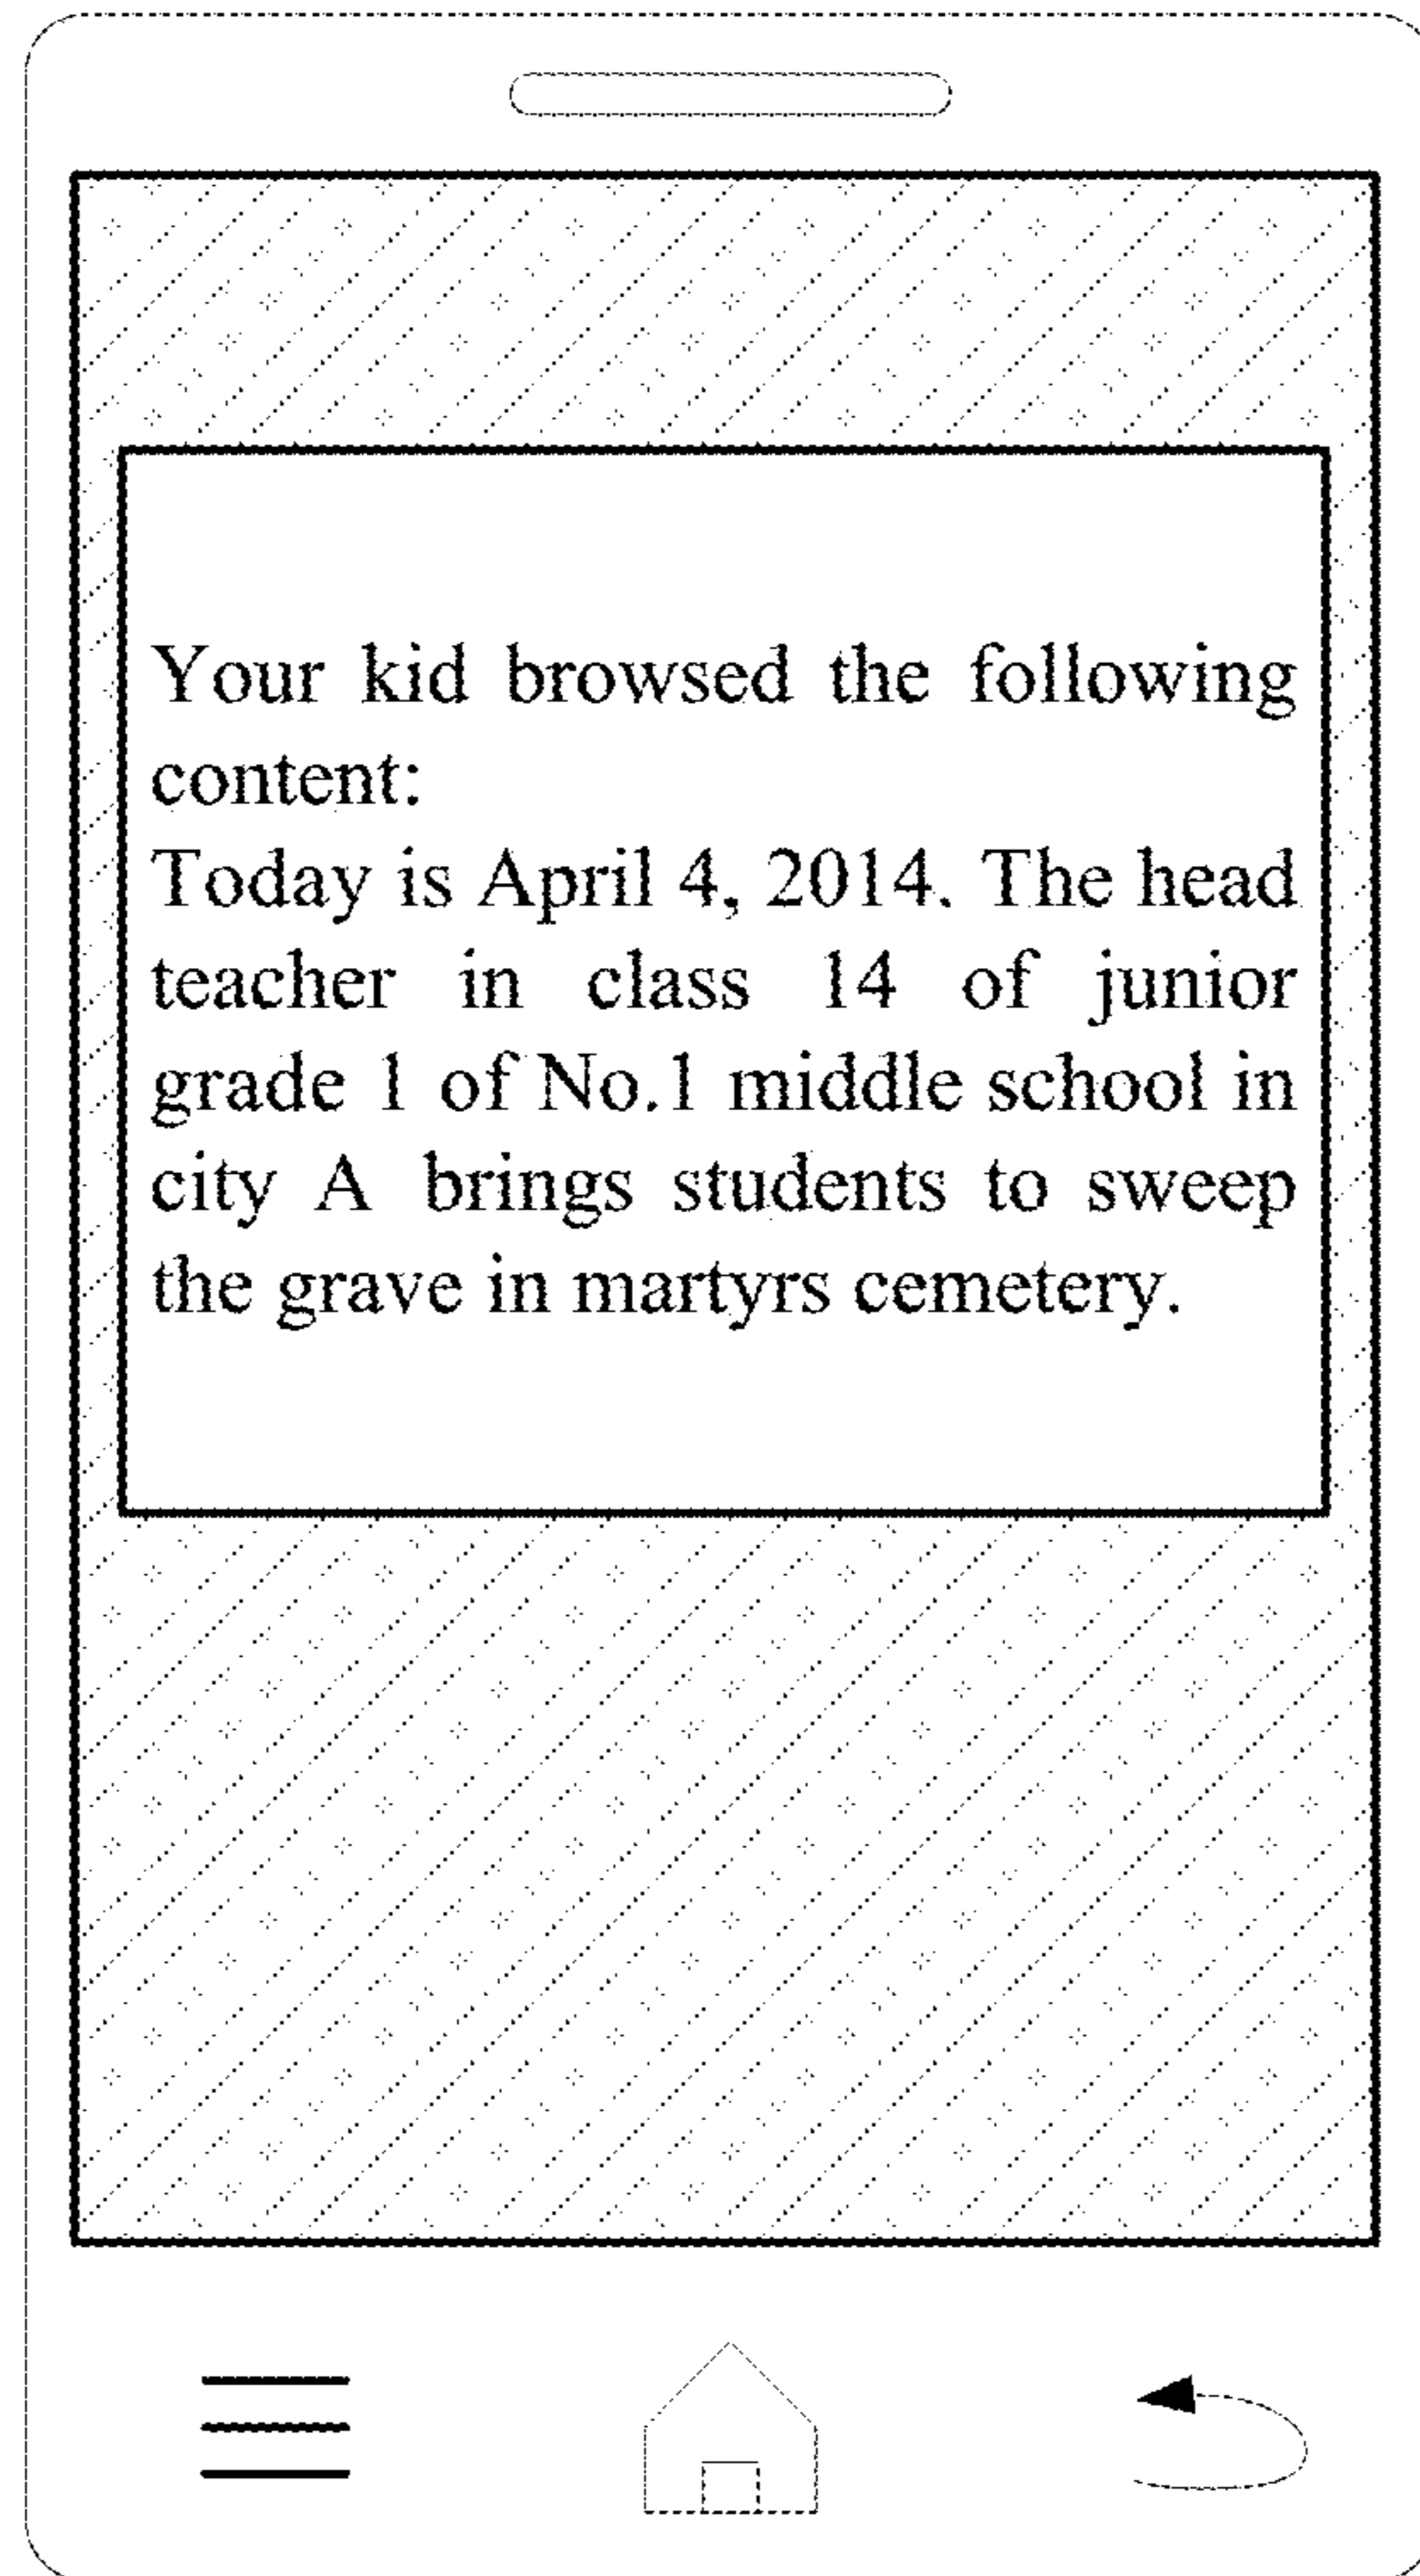 Your kid browsed the following
content:
Today is April 4, 2014. The head
teacher in class 14 of junior
grade 1 of No.1 middle school in
city A brings students to sweep
the grave in martyrs cemetery.